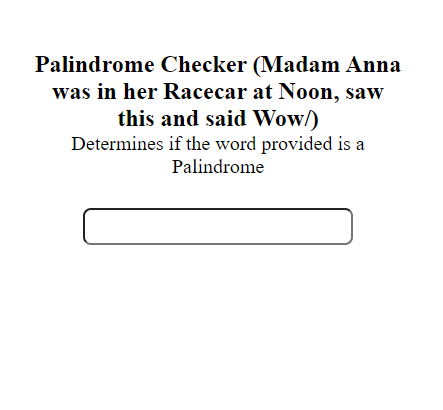 Palindrome Checker (Madam Anna
was in her Racecar at Noon, saw
this and said Wow/)
Determines if the word provided is a
Palindrome